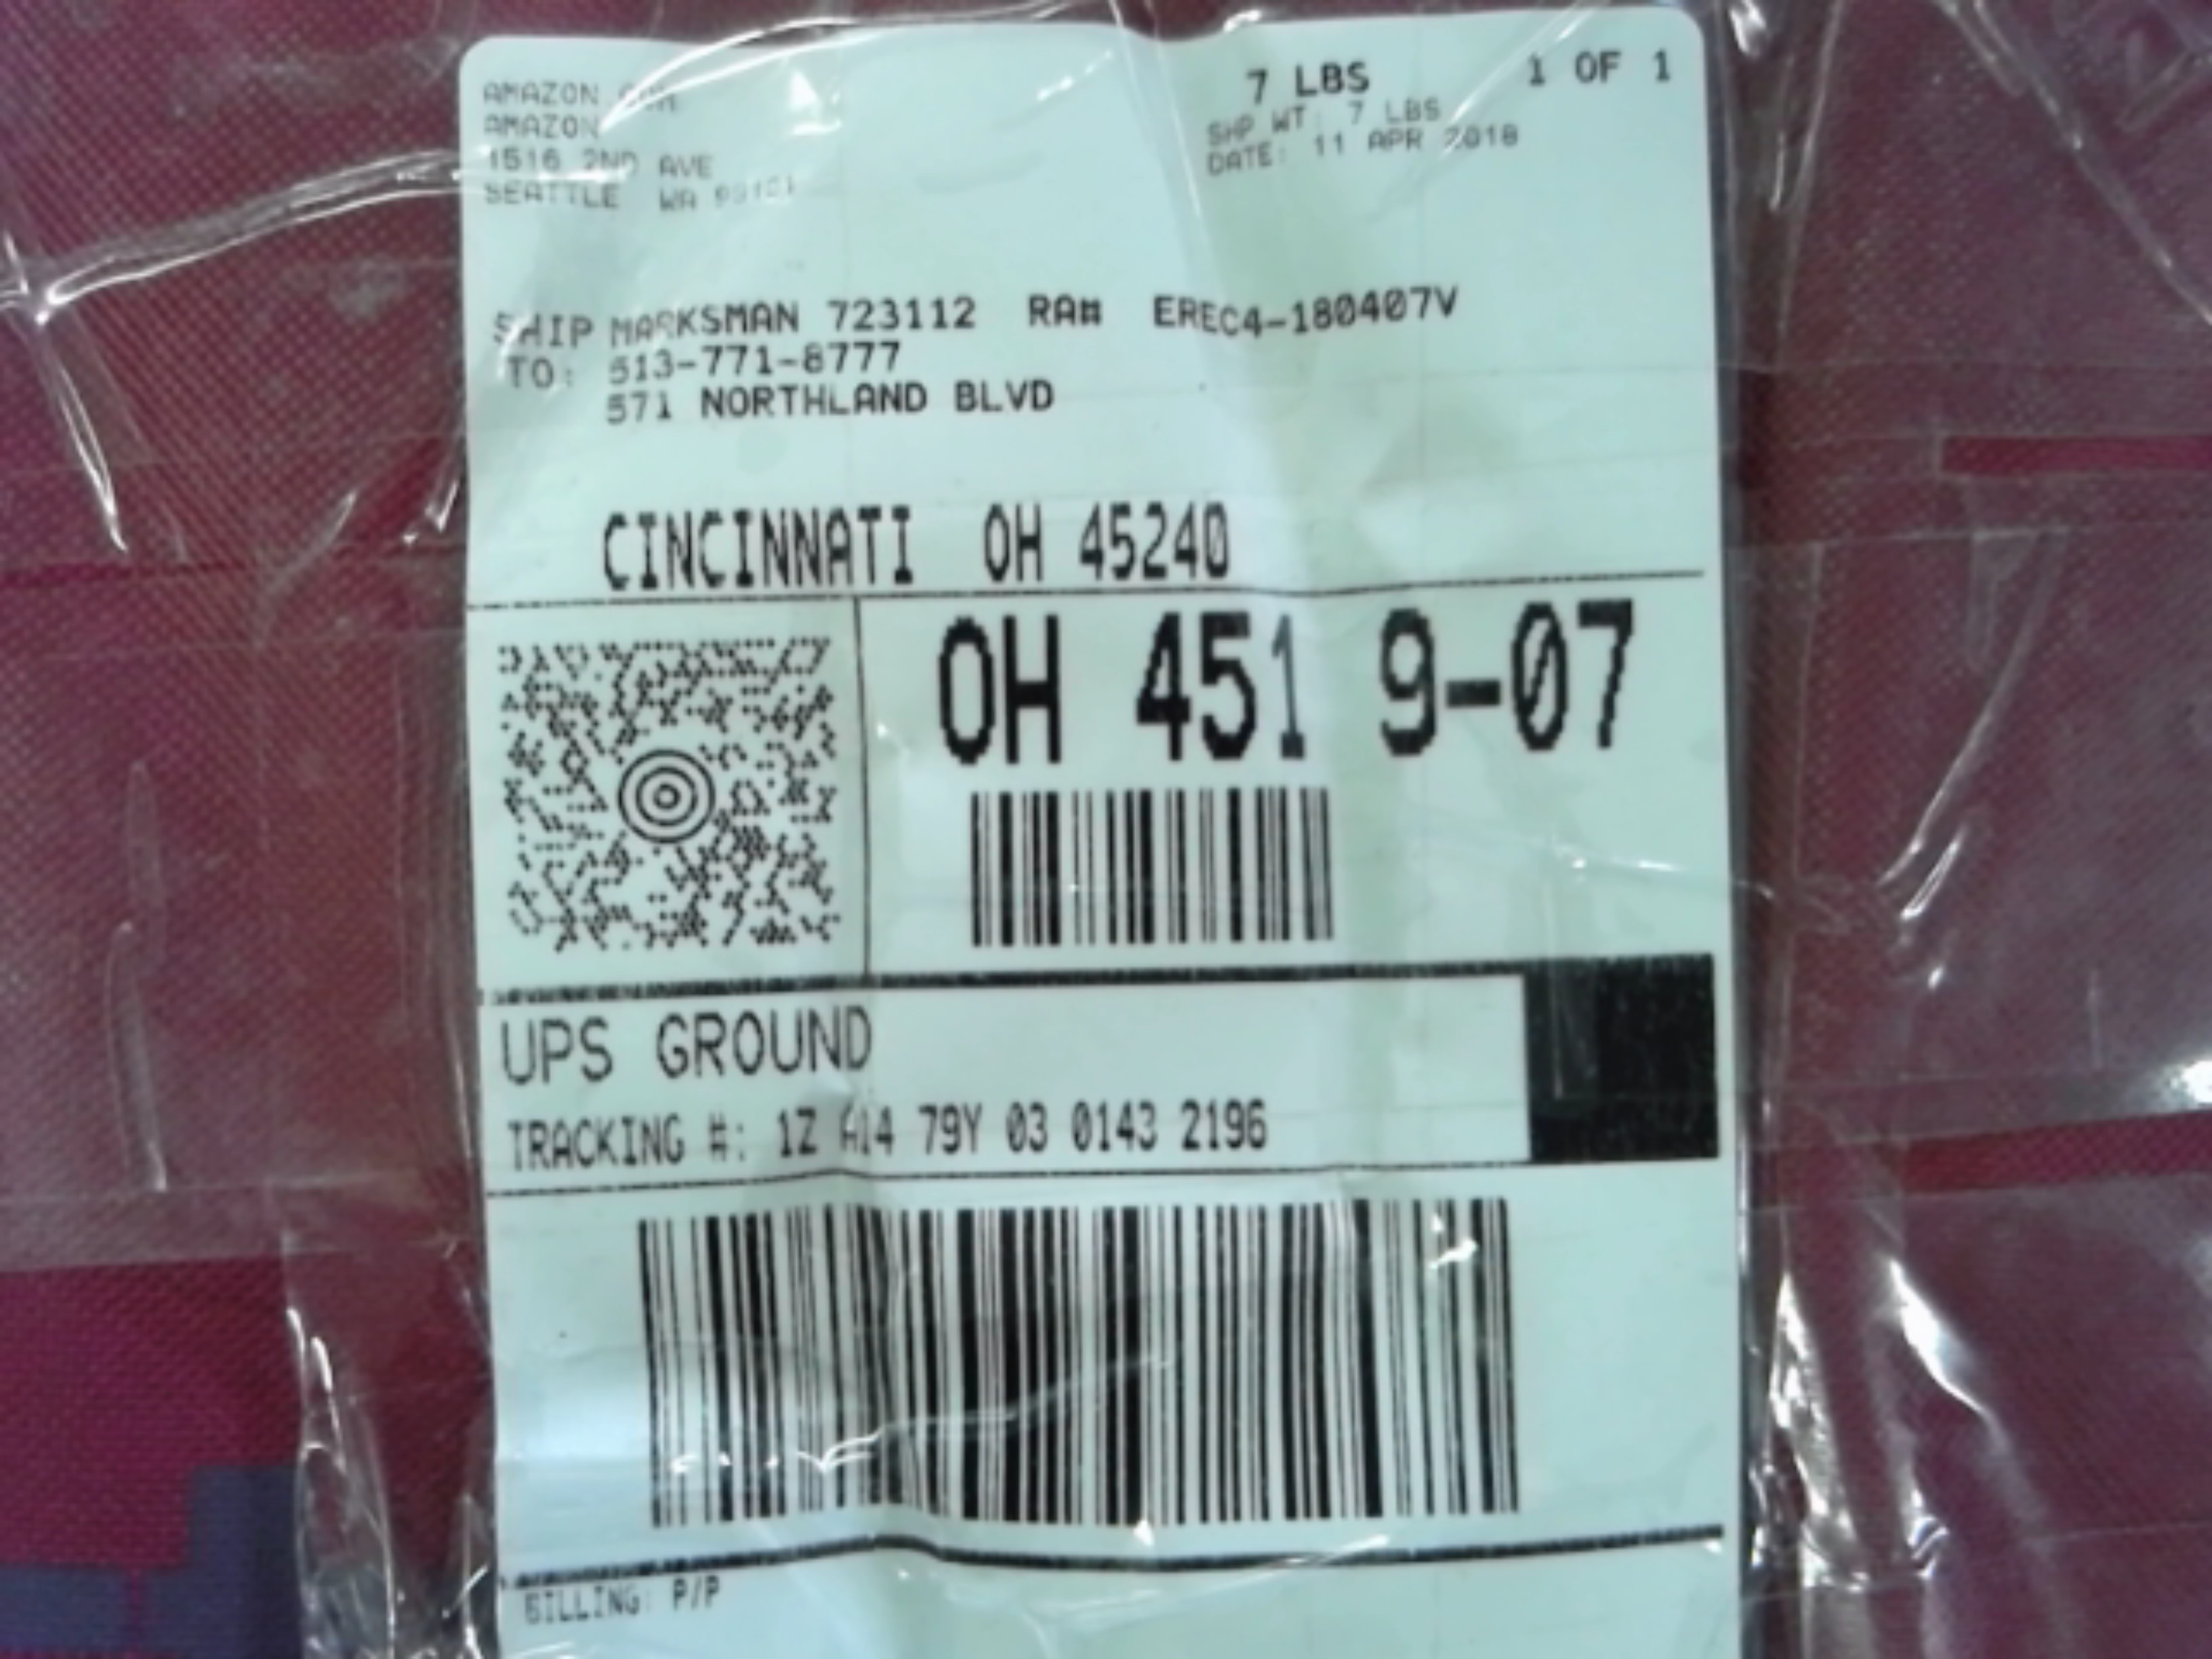 AMAZON
AMAZON
1516 2ND AVE
SEATTLE WA
7 LBS 1 OF 1
SHP WT: 7 LBS
DATE: 11 APR 2018
SHIP TO: MARKSMAN 723112 RA# EREC4-180407V
513-771-8777
571 NORTHLAND BLVD
CINCINNATI OH 45240
OH 451 9-07
UPS GROUND
TRACKING #: 1Z A14 79Y 03 0143 2196
BILLING: P/P